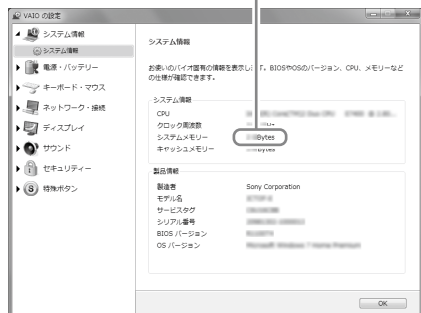 VAIO の設定
システム情報
システム情報
電源・バッテリー
キーボード・マウス
ネットワーク・接続
ディスプレイ
サウンド
セキュリティー
特殊ボタン
システム情報
お使いのバイオ固有の情報を表示します。BIOSやOSのバージョン、CPU、メモリーなど
の仕様が確認できます。
システム情報
CPU
クロック周波数
システムメモリー Bytes
キャッシュメモリー Bytes
製品情報
製造者 Sony Corporation
モデル名
サービスタグ
シリアル番号
BIOS バージョン
OS バージョン
OK